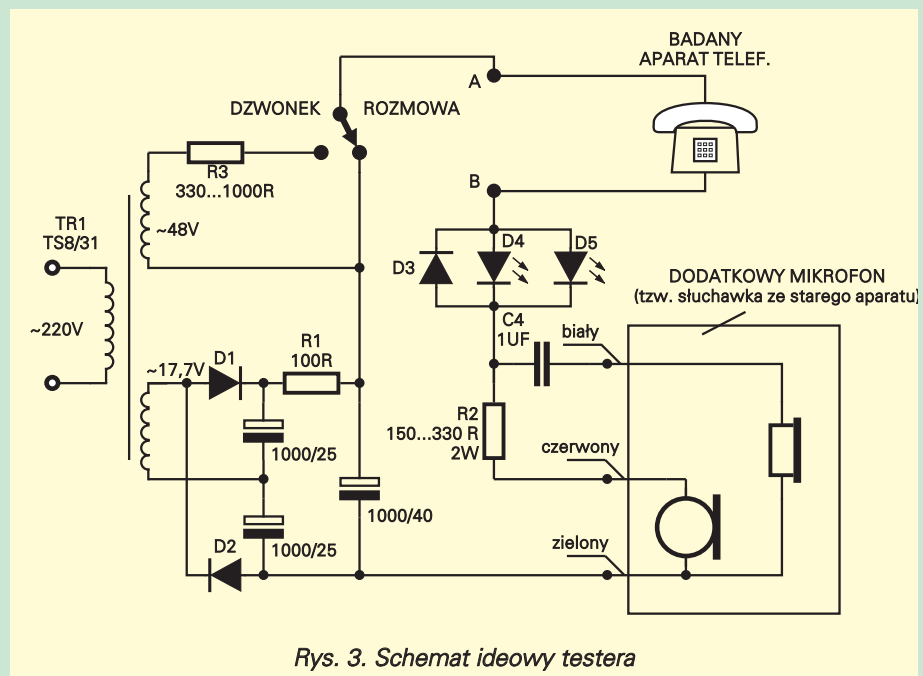 BADANY
APARAT TELEF.
A
DZWONEK
ROZMOWA
R3
330...1000R
B
TR1
TS8/31
~48V
D3
D4
D5
DODATKOWY MIKROFON
(tzw. słuchawka ze starego aparatu)
~220V
C4
1UF
biały
~17,7V
D1
R1
100R
R2
150...330 R
2W
czerwony
1000/25
1000/40
zielony
D2
1000/25
Rys. 3. Schemat ideowy testera